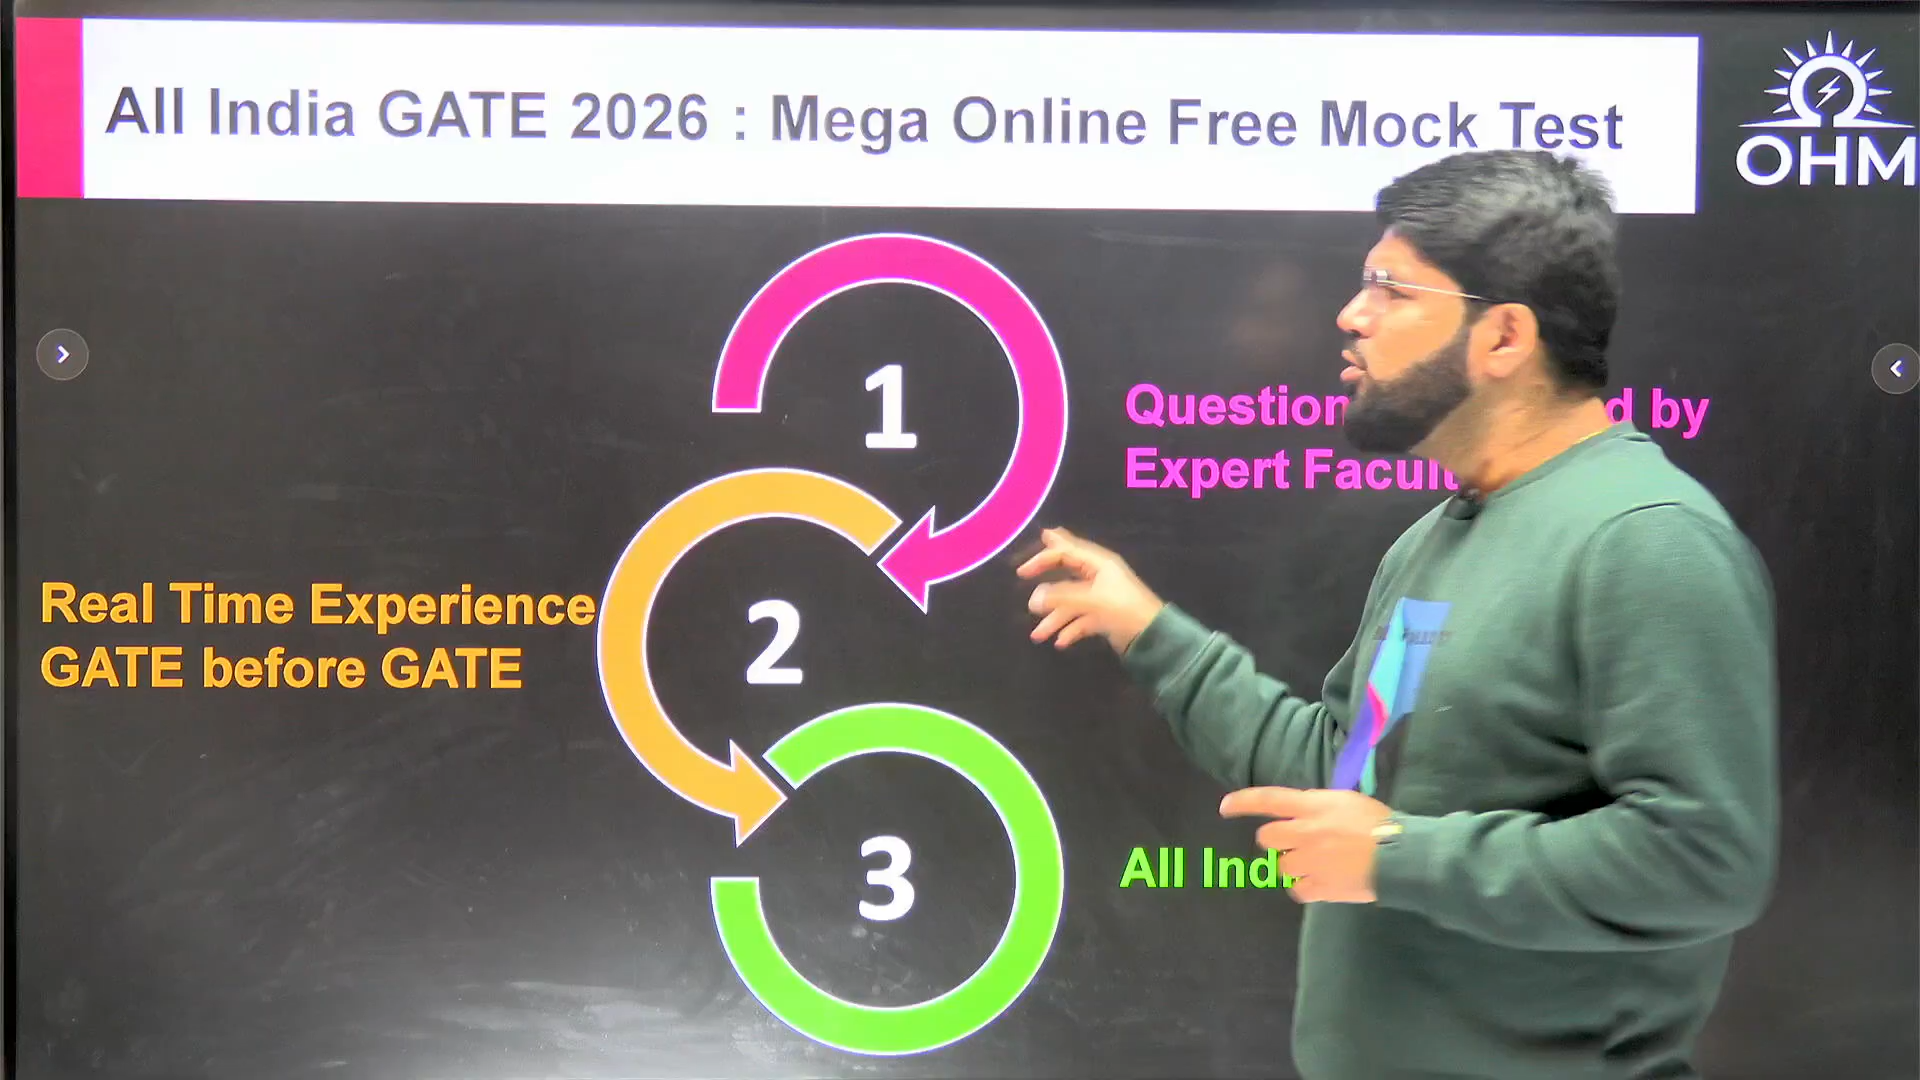 All India GATE 2026 : Mega Online Free Mock Test
OHM
1
Question d by
Expert Facult
Real Time Experience
GATE before GATE
2
3
All Indi